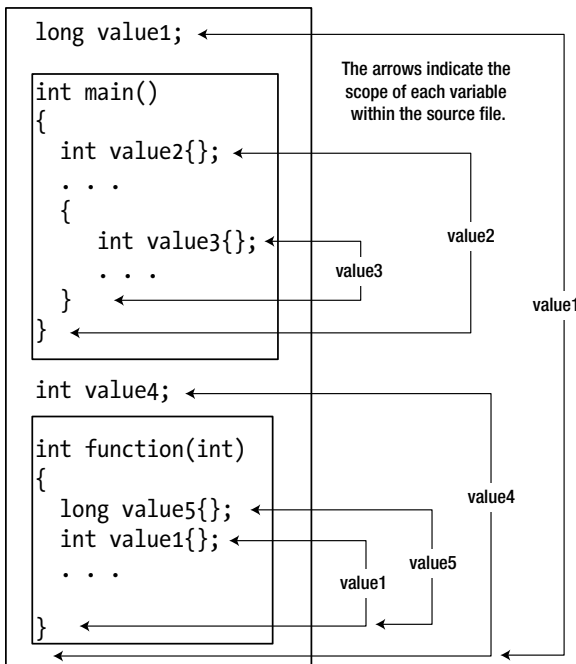 long value1;
The arrows indicate the
scope of each variable
within the source file.
int main()
{
int value2{};
. . .
{
int value3{};
. . .
}
}
value3
value2
value1
int value4;
int function(int)
{
long value5{};
int value1{};
. . .
}
value1
value5
value4